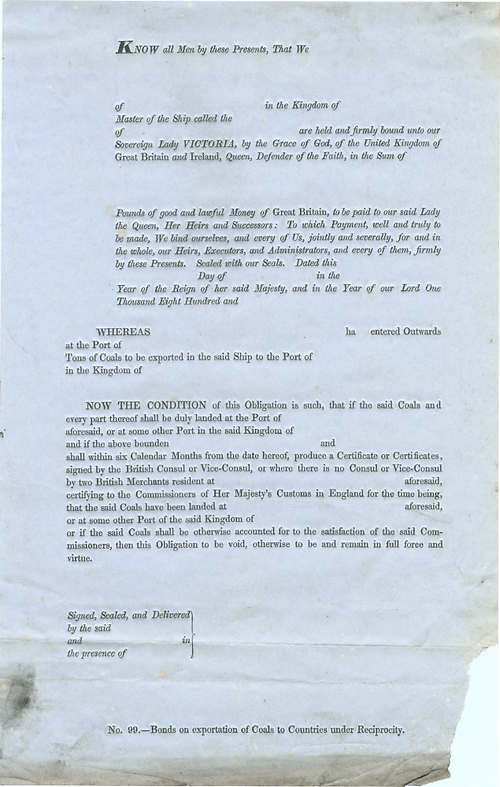 KNOW all Men by these Presents, That We
of in the Kingdom of
Master of the Ship called the
of are held and firmly bound unto our
Sovereign Lady VICTORIA, by the Grace of God, of the United Kingdom of
Great Britain and Ireland, Queen, Defender of the Faith, in the Sum of
Pounds of good and lawful Money of Great Britain, to be paid to our said Lady
the Queen, Her Heirs and Successors: To which Payment, well and truly to
be made, We bind ourselves, and every of Us, jointly and severally, for and in
the whole, our Heirs, Executors, and Administrators, and every of them, firmly
by these Presents. Sealed with our Seals. Dated this
Day of in the
Year of the Reign of her said Majesty, and in the Year of our Lord One
Thousand Eight Hundred and
WHEREAS ha entered Outwards
at the Port of
Tons of Coals to be exported in the said Ship to the Port of
in the Kingdom of
NOW THE CONDITION of this Obligation is such, that if the said Coals and
every part thereof shall be duly landed at the Port of
aforesaid, or at some other Port in the said Kingdom of
and if the above bounden and
shall within six Calendar Months from the date hereof, produce a Certificate or Certificates,
signed by the British Consul or Vice-Consul, or where there is no Consul or Vice-Consul
by two British Merchants resident at aforesaid,
certifying to the Commissioners of Her Majesty's Customs in England for the time being,
that the said Coals have been landed at aforesaid,
or at some other Port of the said Kingdom of
or if the said Coals shall be otherwise accounted for to the satisfaction of the said Com-
missioners, then this Obligation to be void, otherwise to be and remain in full force and
virtue.
Signed, Sealed, and Delivered
by the said
and in
the presence of
No. 99.—Bonds on exportation of Coals to Countries under Reciprocity.